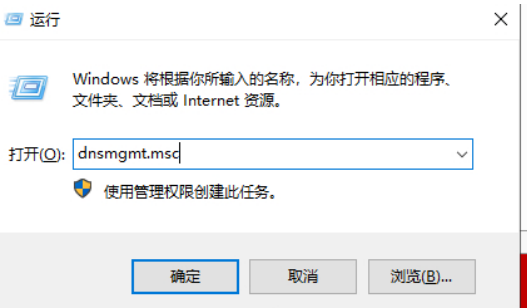 运行
Windows 将根据你所输入的名称，为你打开相应的程序、
文件夹、文档或 Internet 资源。
打开(O): dnsmgmt.msc
使用管理权限创建此任务。
确定 取消 浏览(B)...